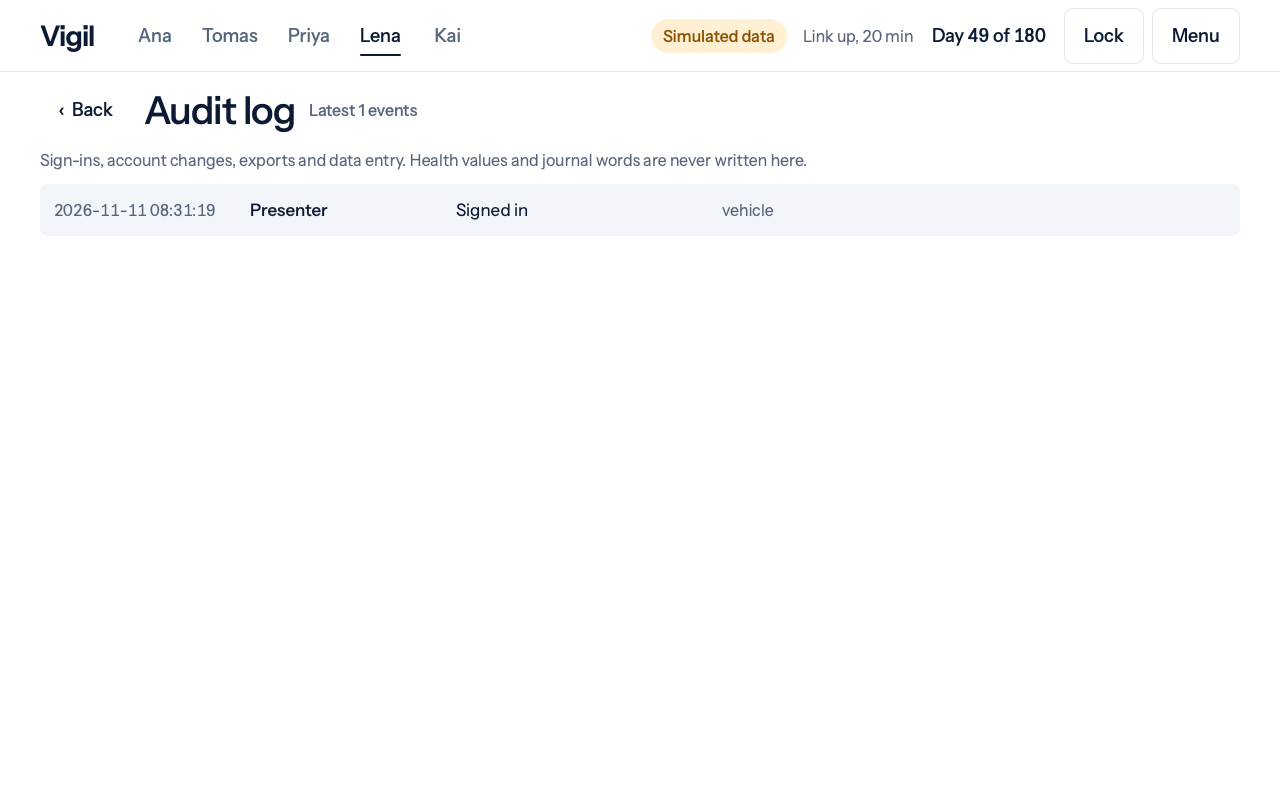 Vigil Ana Tomas Priya Lena Kai Simulated data Link up, 20 min Day 49 of 180 Lock Menu
‹ Back Audit log Latest 1 events
Sign-ins, account changes, exports and data entry. Health values and journal words are never written here.
2026-11-11 08:31:19 Presenter Signed in vehicle